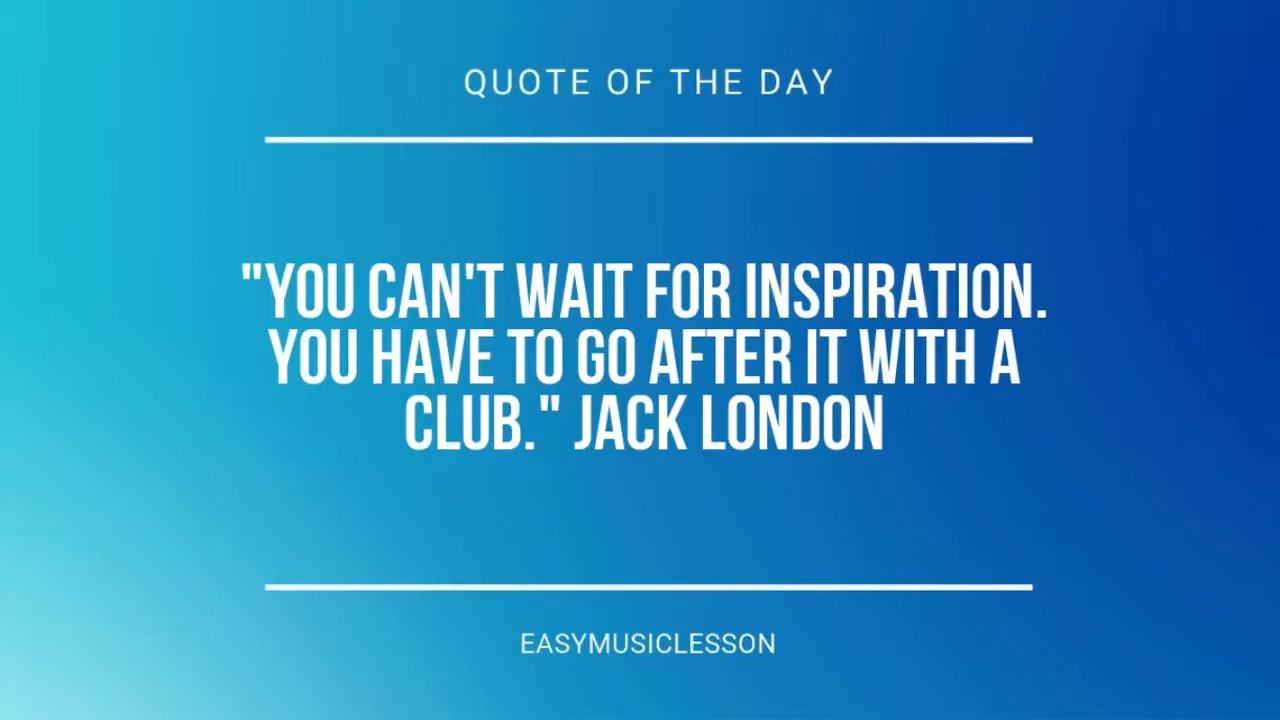 QUOTE OF THE DAY
"YOU CAN'T WAIT FOR INSPIRATION.
YOU HAVE TO GO AFTER IT WITH A
CLUB." JACK LONDON
EASYMUSICLESSON